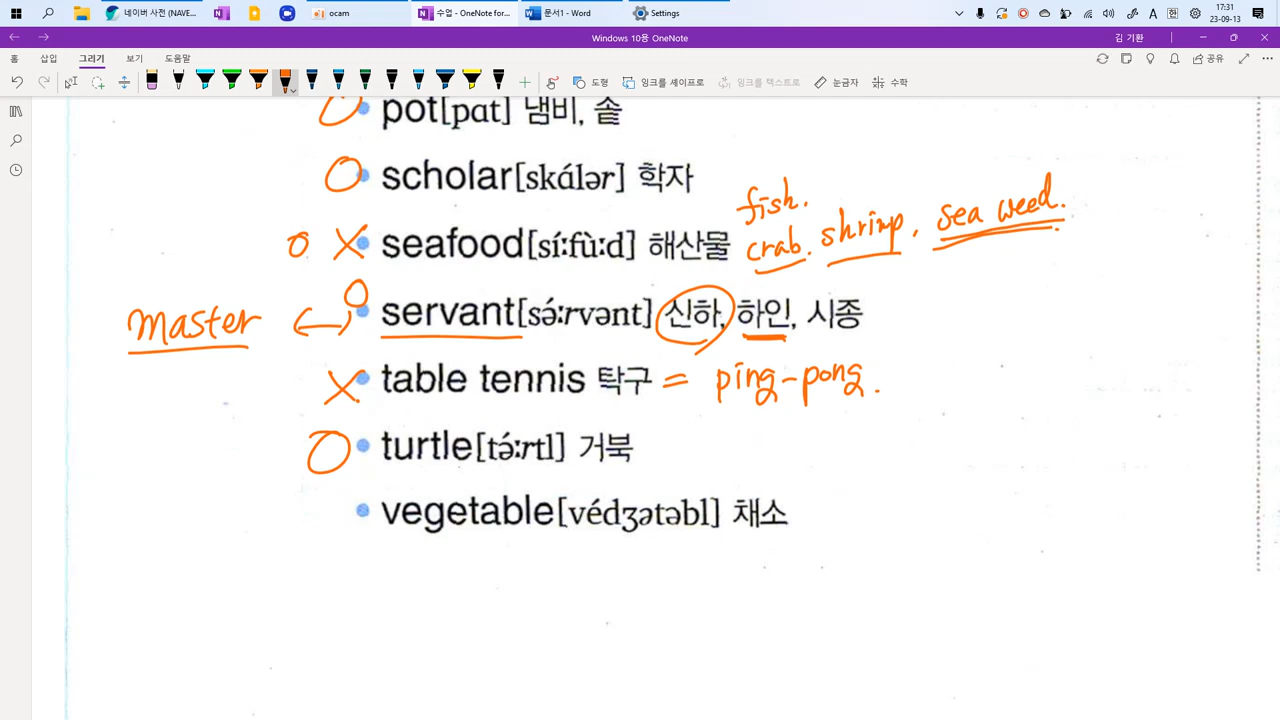 네이버 사전 (NAVE...
ocam
수업 - OneNote for...
문서1 - Word
Settings
17:31
23-09-13
Windows 10용 OneNote
김 기환
홈 삽입 그리기 보기 도움말
공유
도형 잉크를 셰이프로 잉크를 텍스트로 눈금자 수학
pot[pɑt] 냄비, 솥
scholar[skάlər] 학자
fish.
seafood[síːfùːd] 해산물 crab. shrimp, sea weed.
Master
servant[sə́ːrvənt] 신하, 하인, 시종
table tennis 탁구 = ping-pong.
turtle[tə́ːrtl] 거북
vegetable[védʒətəbl] 채소